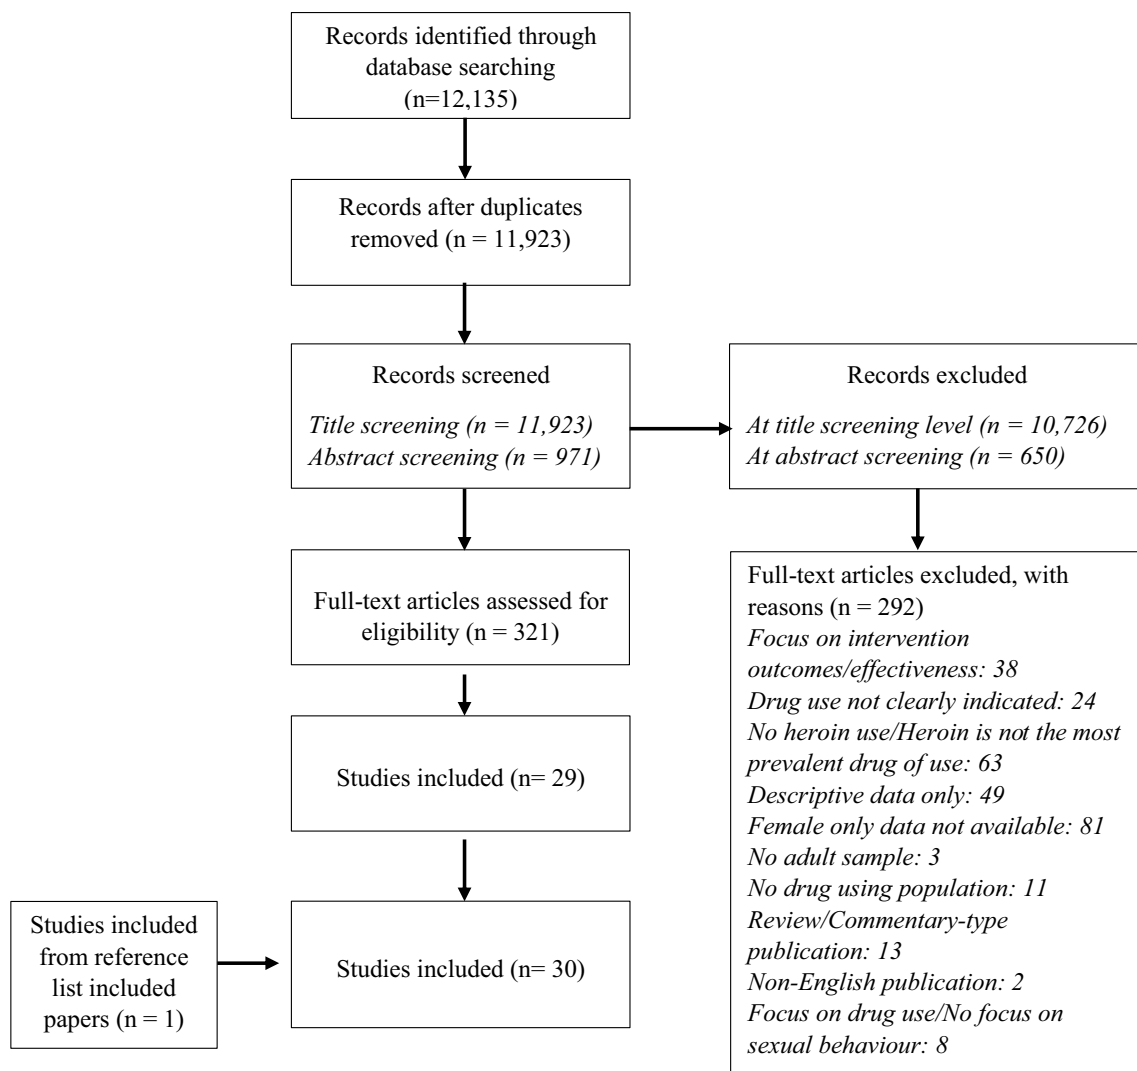 Records identified through
database searching
(n=12,135)
Records after duplicates
removed (n = 11,923)
Records screened
Title screening (n = 11,923)
Abstract screening (n = 971)
Records excluded
At title screening level (n = 10,726)
At abstract screening (n = 650)
Full-text articles assessed for
eligibility (n = 321)
Full-text articles excluded, with
reasons (n = 292)
Focus on intervention
outcomes/effectiveness: 38
Drug use not clearly indicated: 24
No heroin use/Heroin is not the most
prevalent drug of use: 63
Descriptive data only: 49
Female only data not available: 81
No adult sample: 3
No drug using population: 11
Review/Commentary-type
publication: 13
Non-English publication: 2
Focus on drug use/No focus on
sexual behaviour: 8
Studies included (n= 29)
Studies included
from reference
list included
papers (n = 1)
Studies included (n= 30)